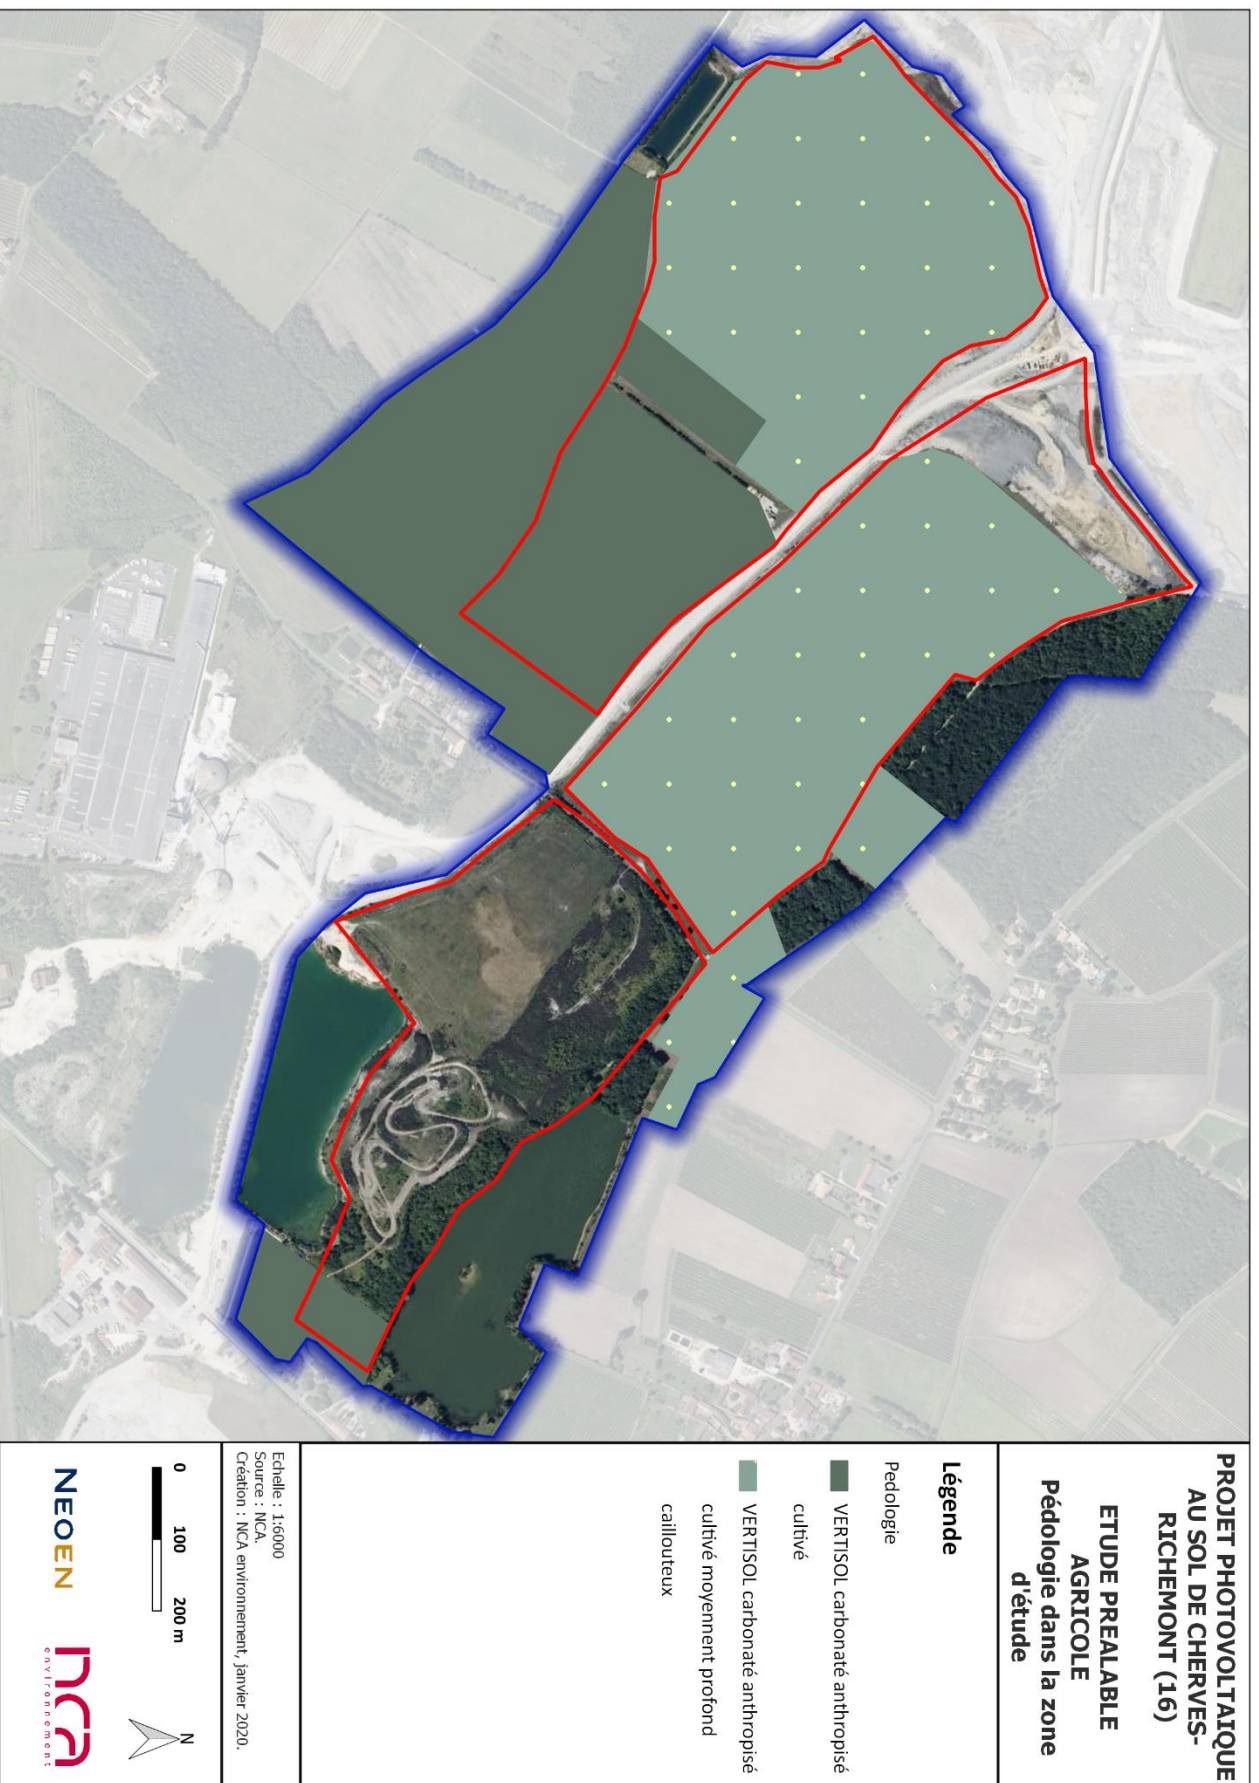 PROJET PHOTOVOLTAIQUE
AU SOL DE CHERVES-
RICHEMONT (16)
ETUDE PREALABLE
AGRICOLE
Pédologie dans la zone
d'étude
Légende
Pedologie
VERTISOL carbonaté anthropisé
cultivé
VERTISOL carbonaté anthropisé
cultivé moyennent profond
caillouteux
Echelle : 1:6000
Source : NCA.
Création : NCA environnement, janvier 2020.
0 100 200 m
N
NEOEN
nca
environnement